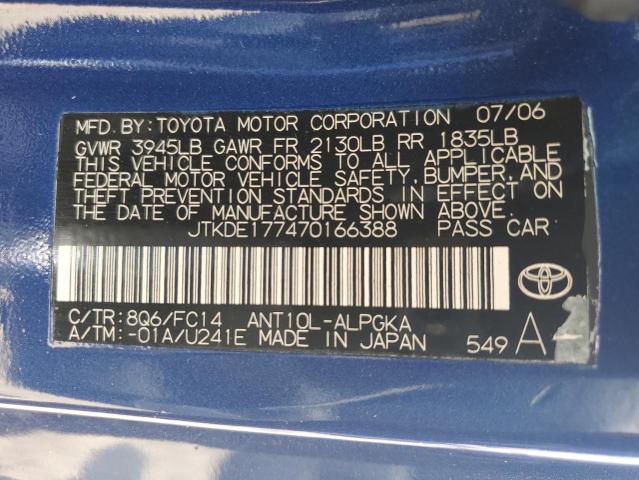 MFD.BY:TOYOTA MOTOR CORPORATION 07/06
GVWR 3945LB GAWR FR 2130LB RR 1835LB
THIS VEHICLE CONFORMS TO ALL APPLICABLE
FEDERAL MOTOR VEHICLE SAFETY,BUMPER,AND
THEFT PREVENTION STANDARDS IN EFFECT ON
THE DATE OF MANUFACTURE SHOWN ABOVE.
JTKDE177470166388 PASS CAR
C/TR:8Q6/FC14 ANT10L-ALPGKA
A/TM:-01A/U241E MADE IN JAPAN 549 A
TOYOTA